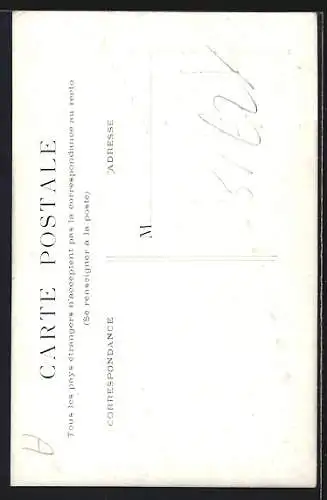 CARTE POSTALE
Tous les pays étrangers n'acceptent pas la correspondance au recto
(Se renseigner à la poste)
CORRESPONDANCE
ADRESSE
M
A